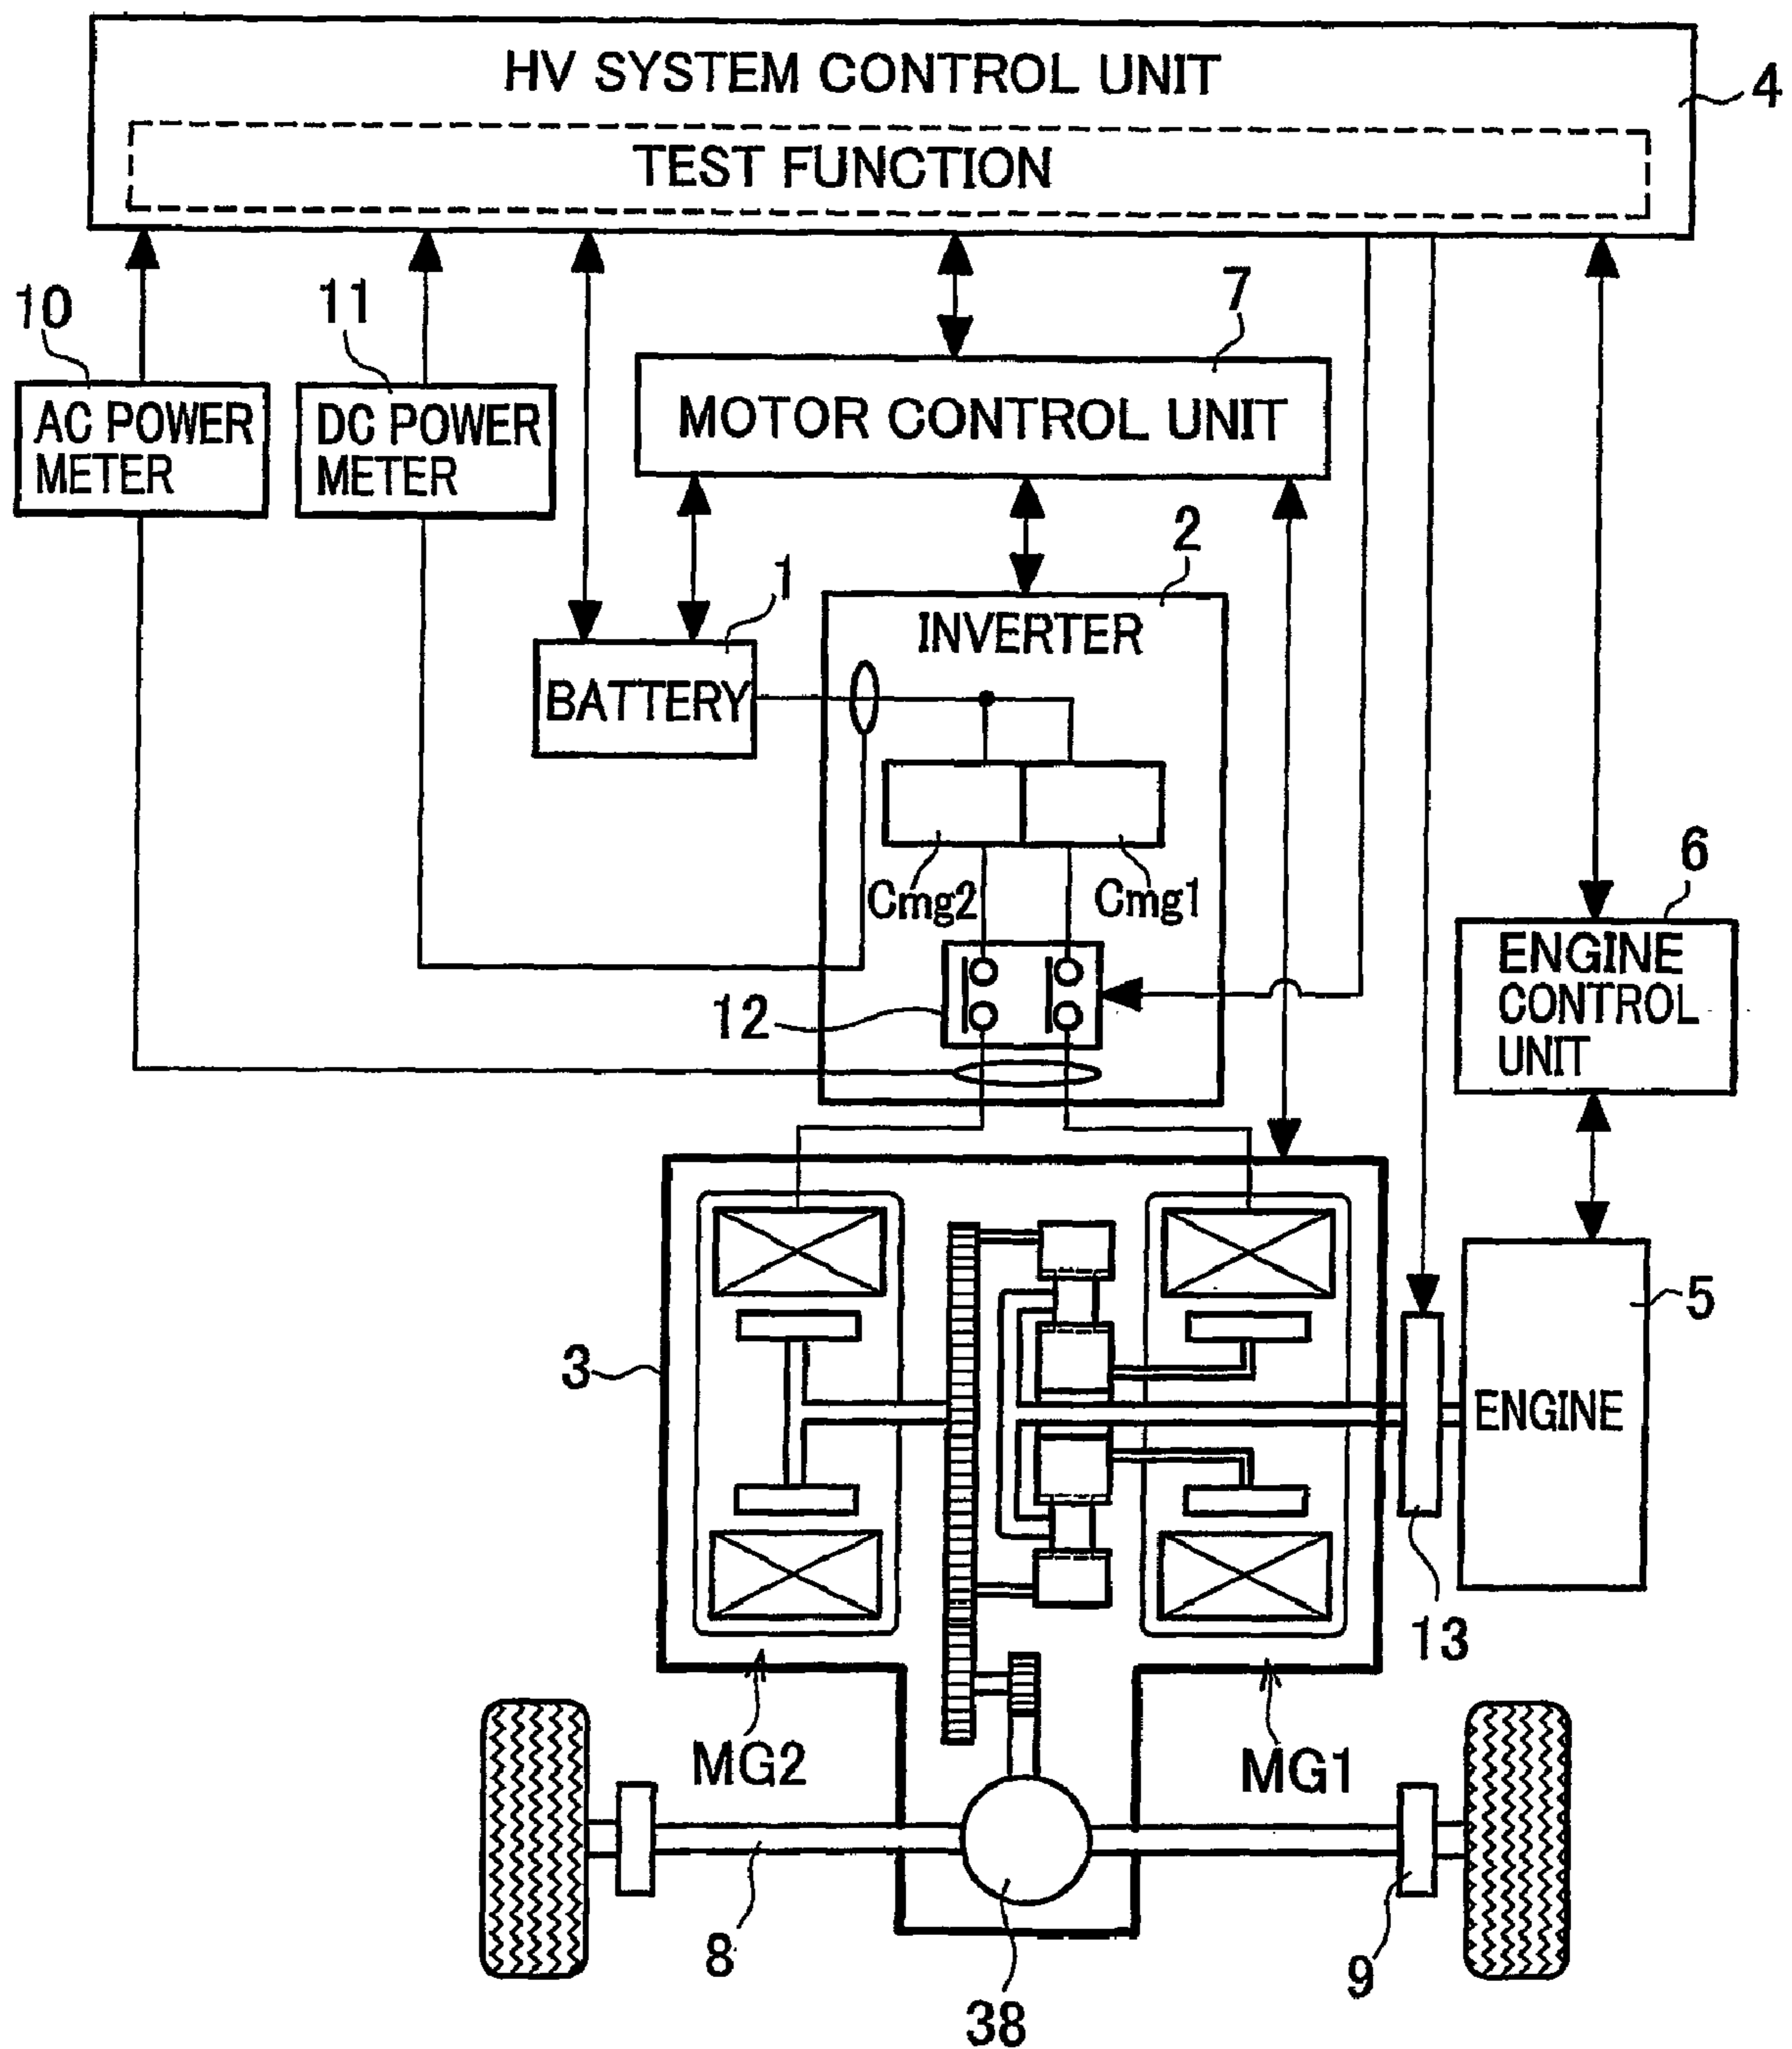 HV SYSTEM CONTROL UNIT
4
TEST FUNCTION
10
11
7
AC POWER
METER
DC POWER
METER
MOTOR CONTROL UNIT
2
1
INVERTER
BATTERY
Cmg2
Cmg1
6
ENGINE
CONTROL
UNIT
12
5
3
ENGINE
13
MG2
MG1
8
9
38